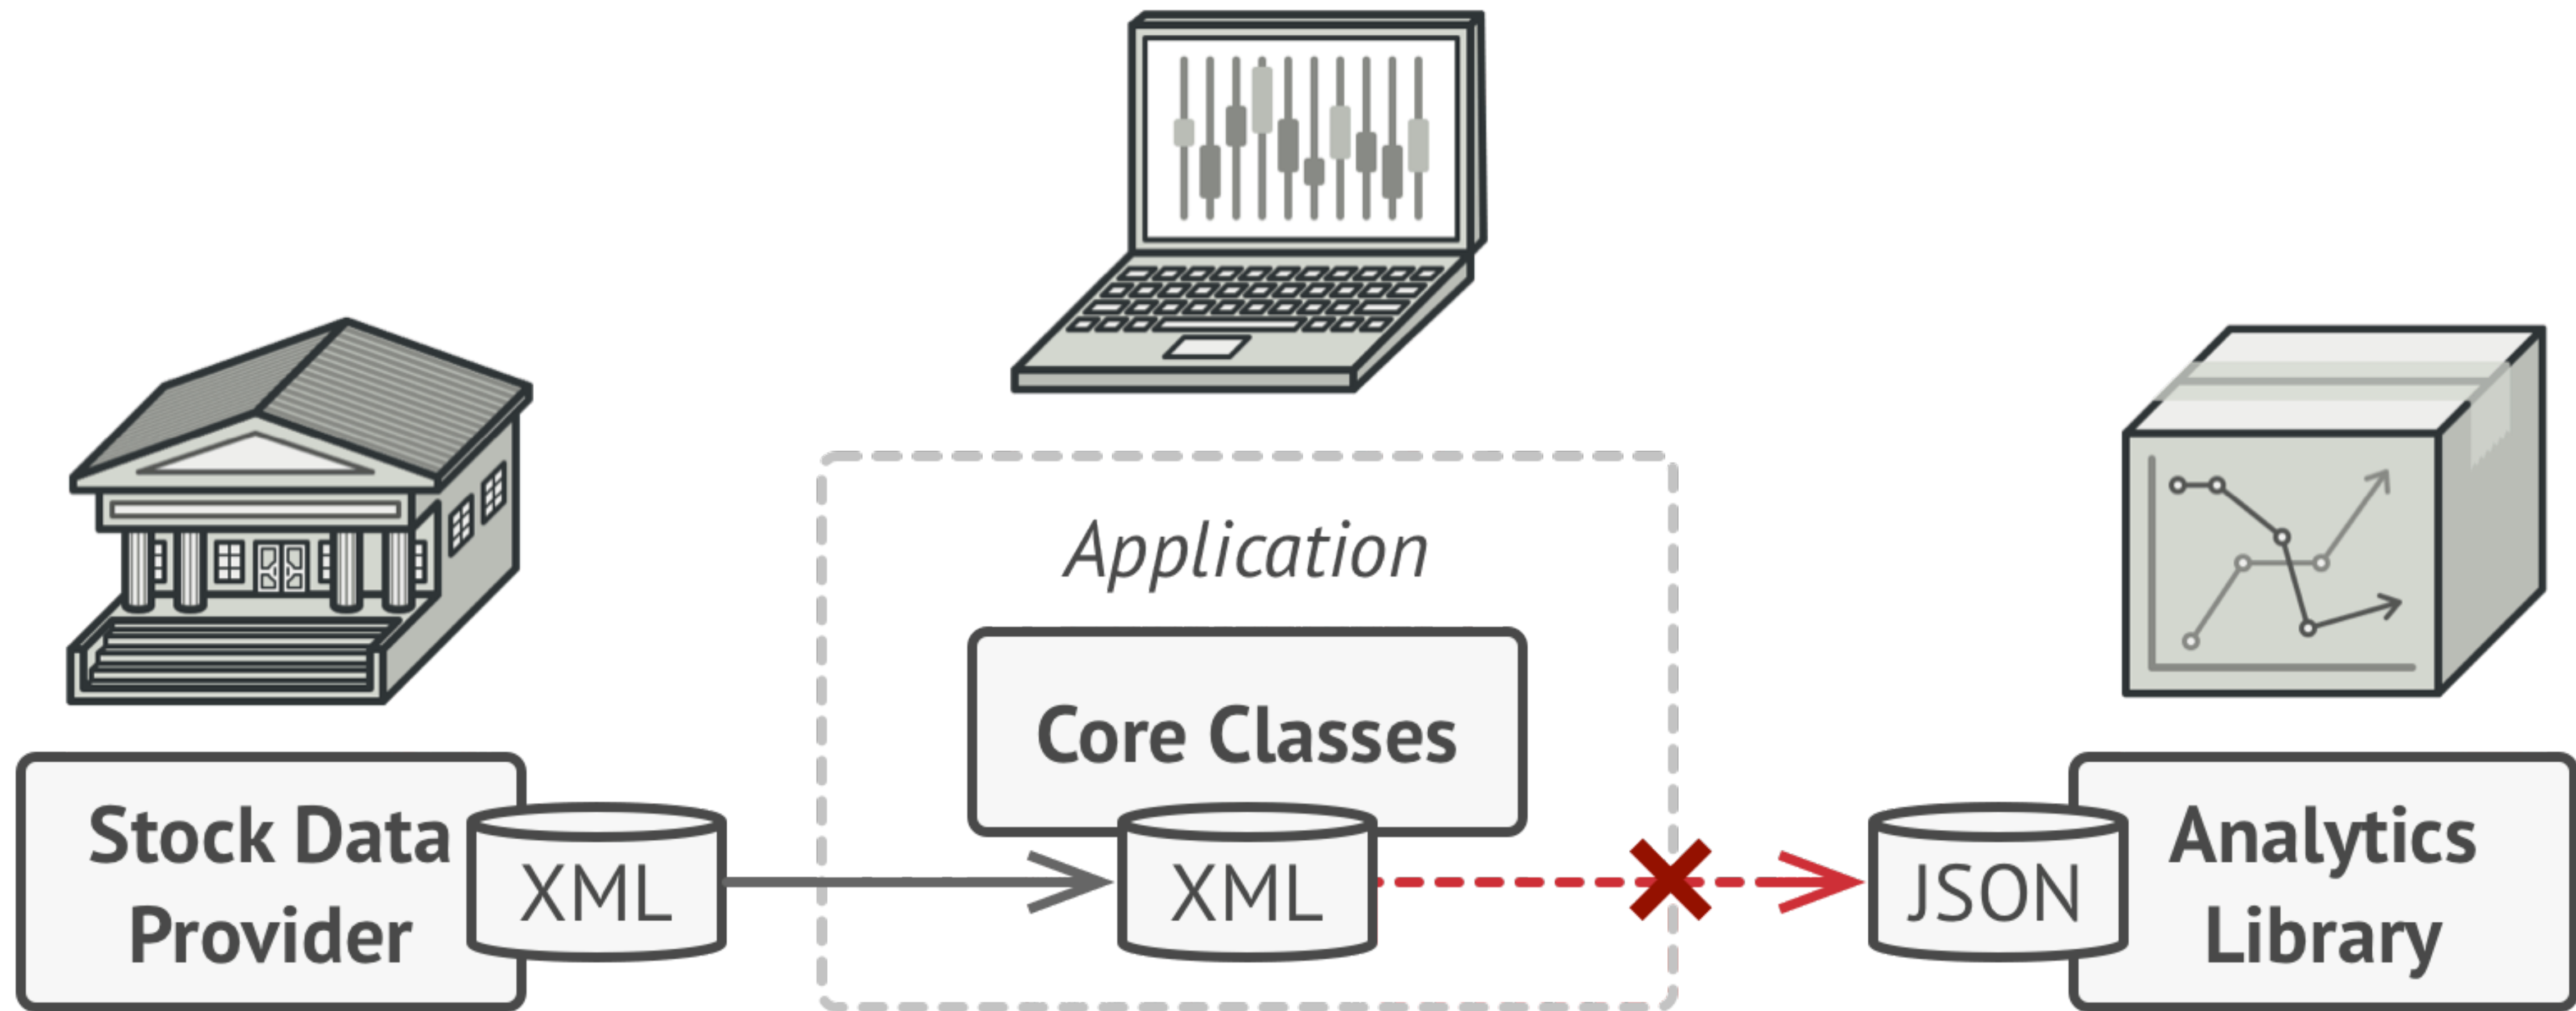 Application
Core Classes
Stock Data
Provider
XML
XML
JSON
Analytics
Library